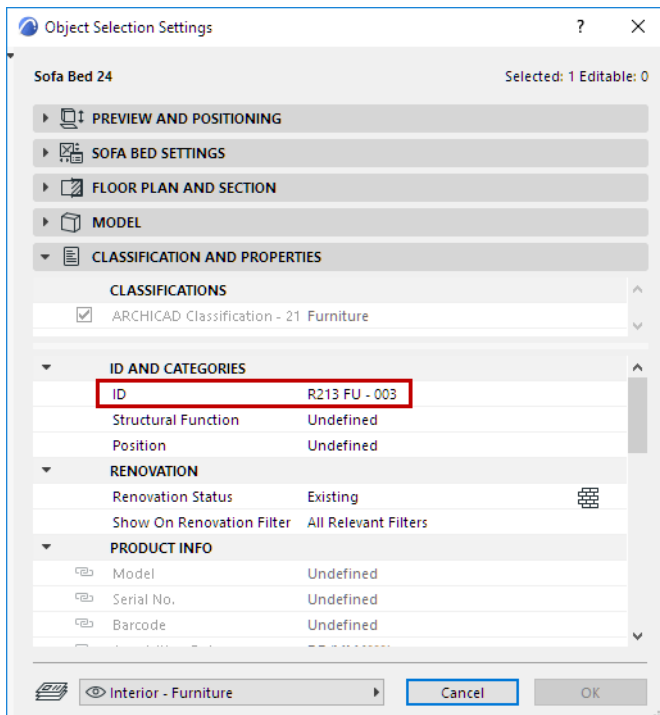 Object Selection Settings ? ×
Sofa Bed 24 Selected: 1 Editable: 0
PREVIEW AND POSITIONING
SOFA BED SETTINGS
FLOOR PLAN AND SECTION
MODEL
CLASSIFICATION AND PROPERTIES
CLASSIFICATIONS
ARCHICAD Classification - 21 Furniture
ID AND CATEGORIES
ID R213 FU - 003
Structural Function Undefined
Position Undefined
RENOVATION
Renovation Status Existing
Show On Renovation Filter All Relevant Filters
PRODUCT INFO
Model Undefined
Serial No. Undefined
Barcode Undefined
Interior - Furniture Cancel OK